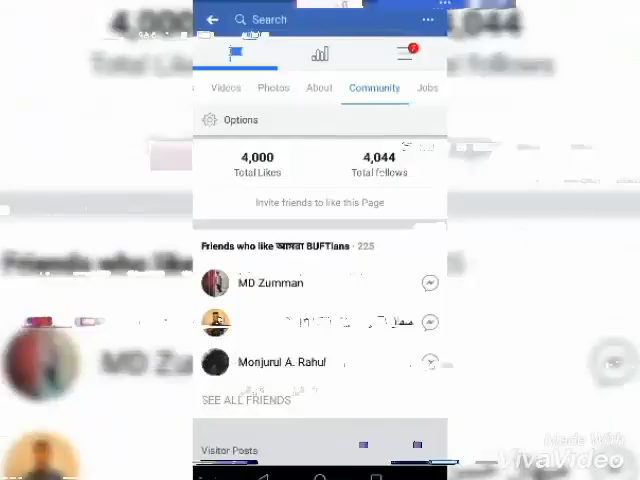 Search
Videos Photos About Community Jobs
Options
4,000 4,044
Total Likes Total follows
Invite friends to like this Page
Friends who like আমরা BUFTians · 225
MD Zumman
Monjurul A. Rahul
SEE ALL FRIENDS
Visitor Posts
Made With
VivaVideo